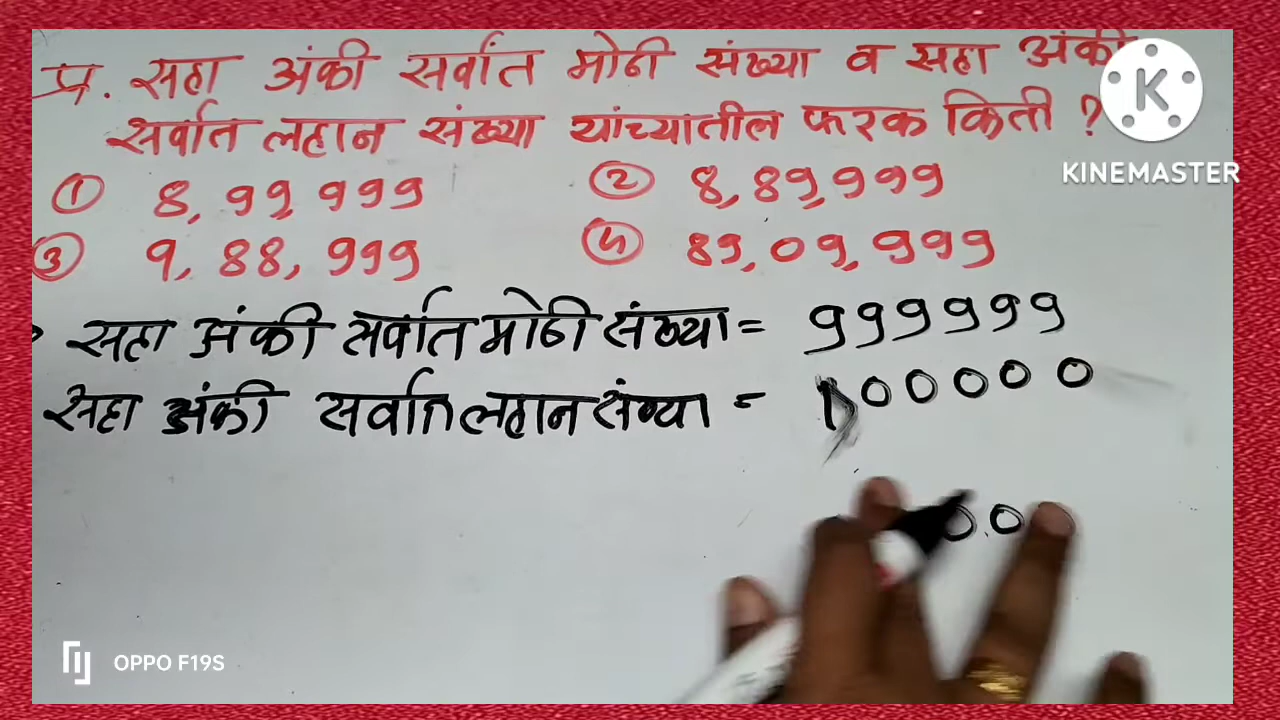 प्र. सहा अंकी सर्वांत मोठी संख्या व सहा अंकी
सर्वात लहान संख्या यांच्यातील फरक किती ?
① 8,99,999 ② 8,89,999
③ 9,88,999 ④ 89,09,999
सहा अंकी सर्वात मोठी संख्या = 999999
सहा अंकी सर्वात लहान संख्या = 100000
K
KINEMASTER
OPPO F19S